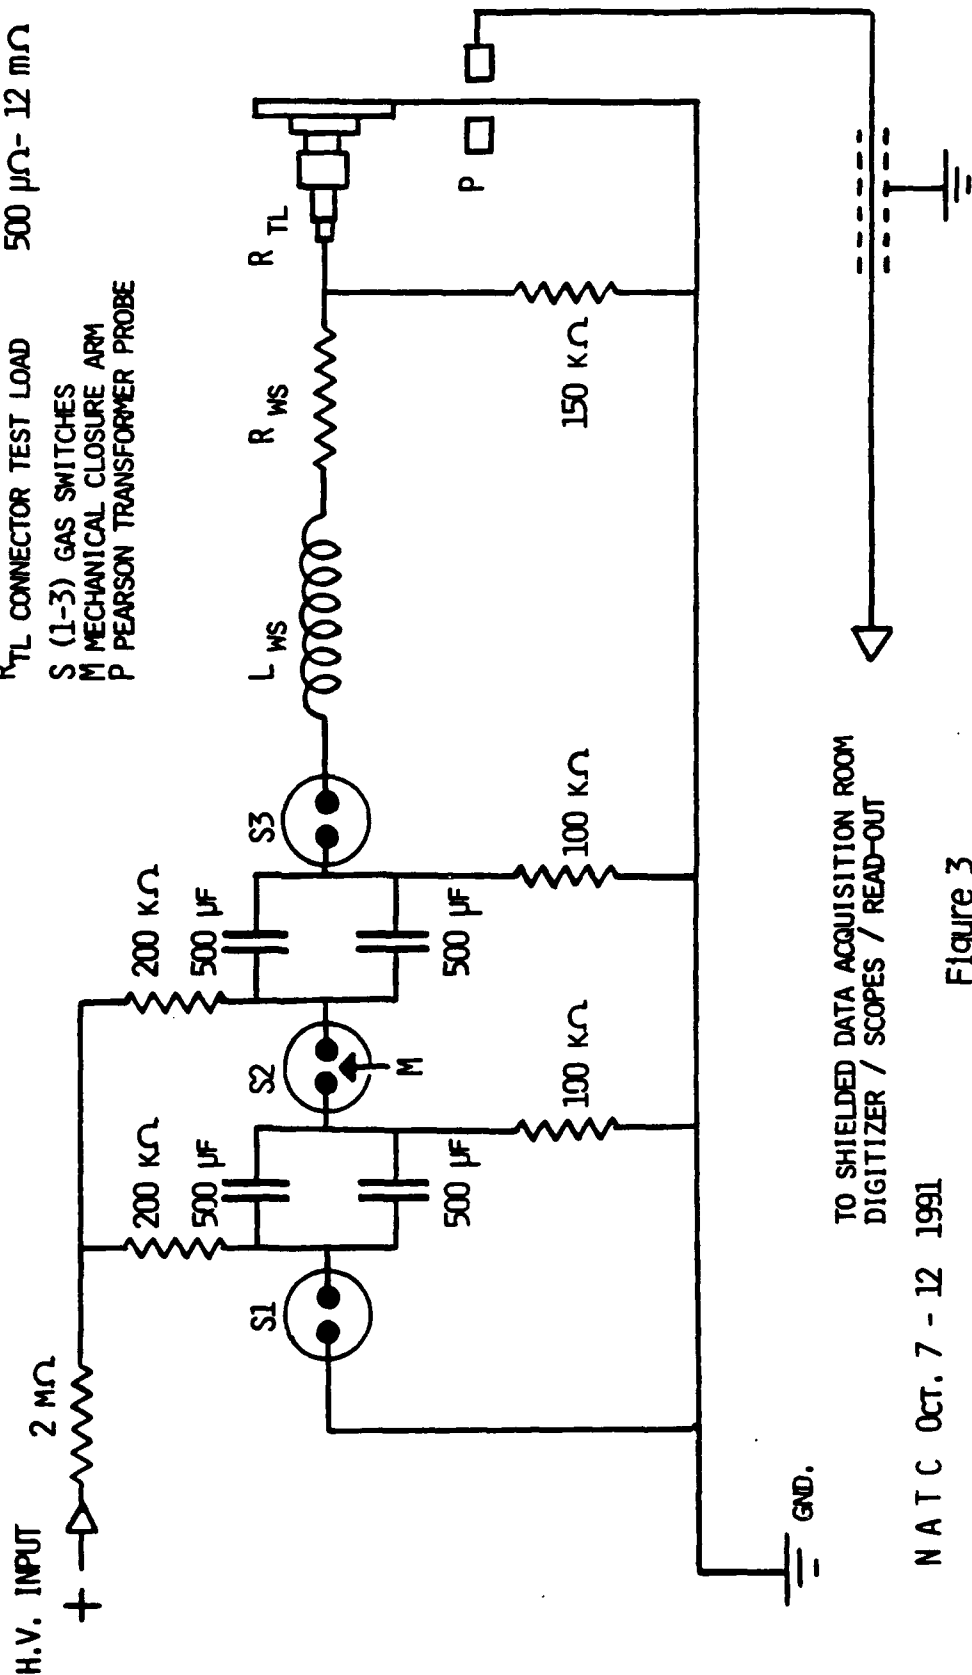 R TL CONNECTOR TEST LOAD 500 µΩ- 12 mΩ
S (1-3) GAS SWITCHES
M MECHANICAL CLOSURE ARM
P PEARSON TRANSFORMER PROBE
H.V. INPUT
+
2 MΩ
200 KΩ
500 µF
200 KΩ
500 µF
S1
S2
S3
L WS
R WS
R TL
M
P
500 µF
500 µF
100 KΩ
100 KΩ
150 KΩ
GND.
TO SHIELDED DATA ACQUISITION ROOM
DIGITIZER / SCOPES / READ-OUT
N A T C OCT. 7 - 12 1991
Figure 3